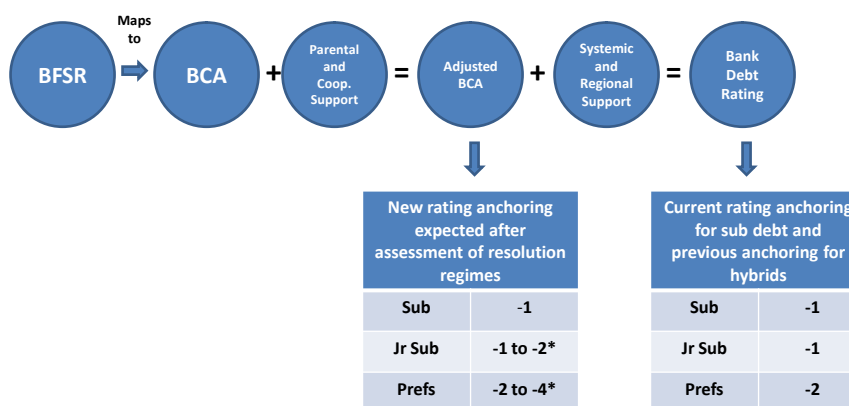 Maps
to
BFSR
BCA
+
Parental
and
Coop.
Support
=
Adjusted
BCA
+
Systemic
and
Regional
Support
=
Bank
Debt
Rating
New rating anchoring
expected after
assessment of resolution
regimes
Sub -1
Jr Sub -1 to -2*
Prefs -2 to -4*
Current rating anchoring
for sub debt and
previous anchoring for
hybrids
Sub -1
Jr Sub -1
Prefs -2